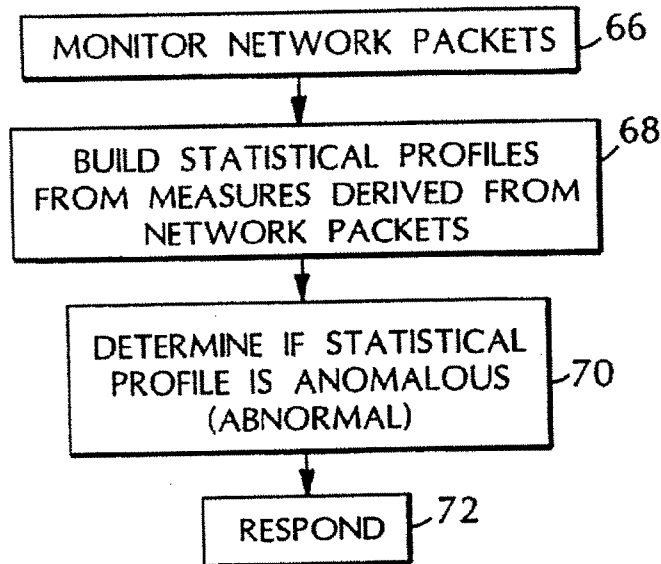 MONITOR NETWORK PACKETS
66
BUILD STATISTICAL PROFILES
FROM MEASURES DERIVED FROM
NETWORK PACKETS
68
DETERMINE IF STATISTICAL
PROFILE IS ANOMALOUS
(ABNORMAL)
70
RESPOND
72